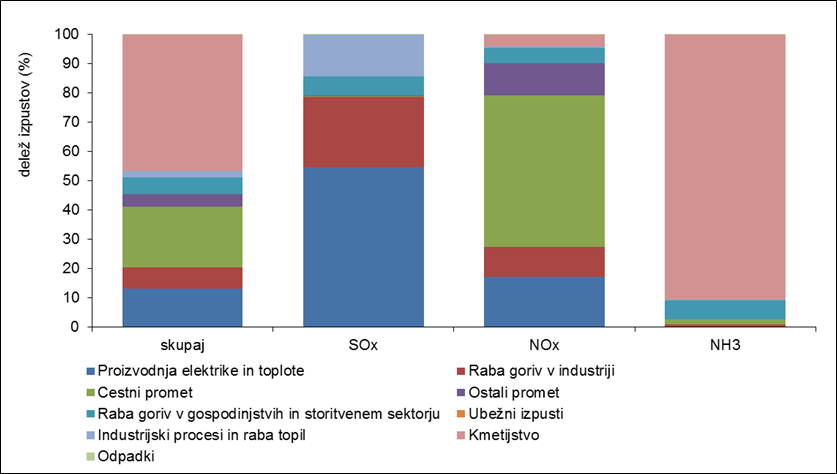 delež izpustov (%)
100
90
80
70
60
50
40
30
20
10
0
skupaj SOx NOx NH3
Proizvodnja elektrike in toplote Raba goriv v industriji
Cestni promet Ostali promet
Raba goriv v gospodinjstvih in storitvenem sektorju Ubežni izpusti
Industrijski procesi in raba topil Kmetijstvo
Odpadki